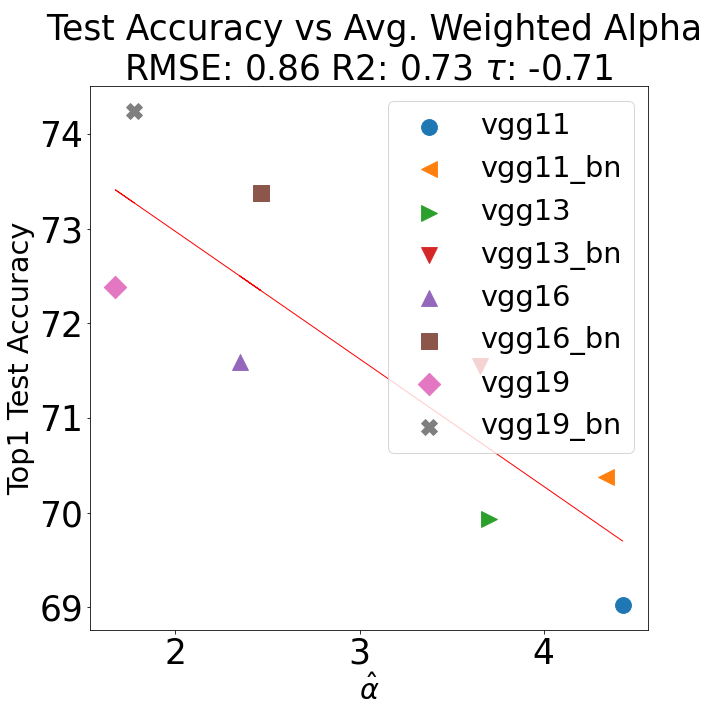 Test Accuracy vs Avg. Weighted Alpha
RMSE: 0.86 R2: 0.73 τ: -0.71
Top1 Test Accuracy
74
73
72
71
70
69
vgg11
vgg11_bn
vgg13
vgg13_bn
vgg16
vgg16_bn
vgg19
vgg19_bn
2 3 4
α̂